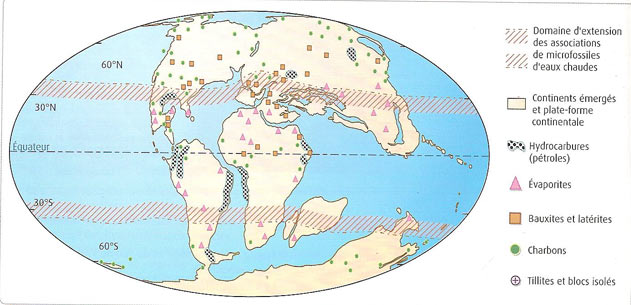 60°N
30°N
Équateur
30°S
60°S
Domaine d'extension
des associations
de microfossiles
d'eaux chaudes
Continents émergés
et plate-forme
continentale
Hydrocarbures
(pétroles)
Évaporites
Bauxites et latérites
Charbons
Tillites et blocs isolés